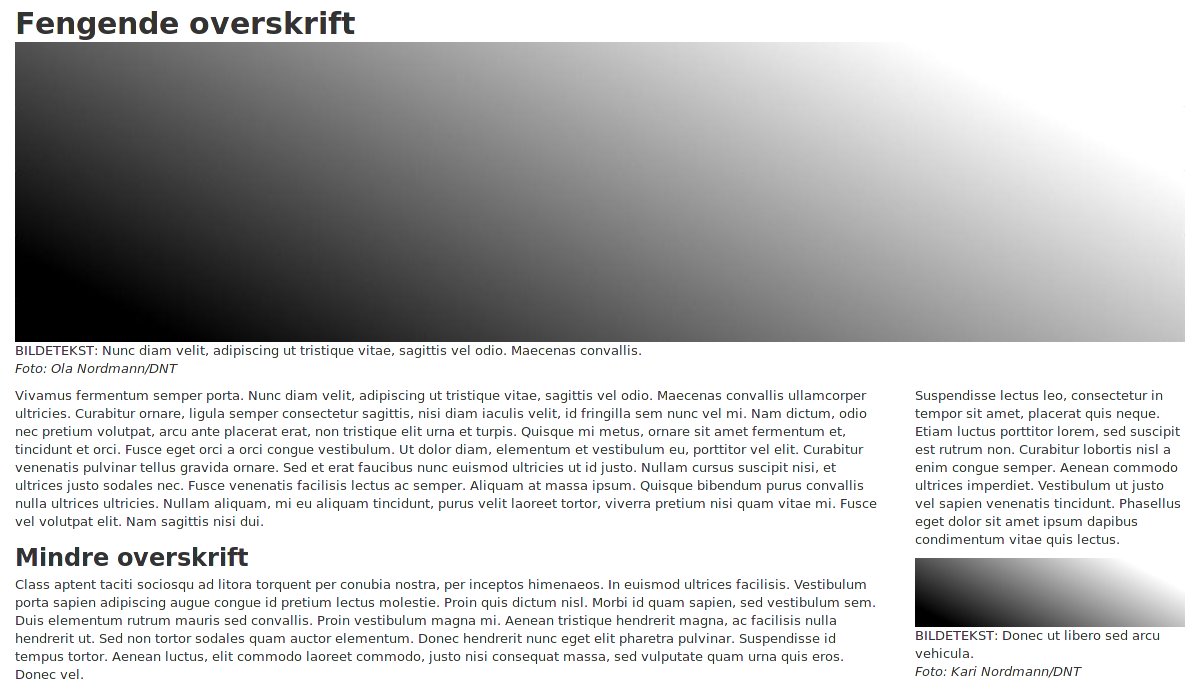 Fengende overskrift
BILDETEKST: Nunc diam velit, adipiscing ut tristique vitae, sagittis vel odio. Maecenas convallis.
Foto: Ola Nordmann/DNT
Vivamus fermentum semper porta. Nunc diam velit, adipiscing ut tristique vitae, sagittis vel odio. Maecenas convallis ullamcorper
ultricies. Curabitur ornare, ligula semper consectetur sagittis, nisi diam iaculis velit, id fringilla sem nunc vel mi. Nam dictum, odio
nec pretium volutpat, arcu ante placerat erat, non tristique elit urna et turpis. Quisque mi metus, ornare sit amet fermentum et,
tincidunt et orci. Fusce eget orci a orci congue vestibulum. Ut dolor diam, elementum et vestibulum eu, porttitor vel elit. Curabitur
venenatis pulvinar tellus gravida ornare. Sed et erat faucibus nunc euismod ultricies ut id justo. Nullam cursus suscipit nisi, et
ultrices justo sodales nec. Fusce venenatis facilisis lectus ac semper. Aliquam at massa ipsum. Quisque bibendum purus convallis
nulla ultrices ultricies. Nullam aliquam, mi eu aliquam tincidunt, purus velit laoreet tortor, viverra pretium nisi quam vitae mi. Fusce
vel volutpat elit. Nam sagittis nisi dui.
Mindre overskrift
Class aptent taciti sociosqu ad litora torquent per conubia nostra, per inceptos himenaeos. In euismod ultrices facilisis. Vestibulum
porta sapien adipiscing augue congue id pretium lectus molestie. Proin quis dictum nisl. Morbi id quam sapien, sed vestibulum sem.
Duis elementum rutrum mauris sed convallis. Proin vestibulum magna mi. Aenean tristique hendrerit magna, ac facilisis nulla
hendrerit ut. Sed non tortor sodales quam auctor elementum. Donec hendrerit nunc eget elit pharetra pulvinar. Suspendisse id
tempus tortor. Aenean luctus, elit commodo laoreet commodo, justo nisi consequat massa, sed vulputate quam urna quis eros.
Donec vel.
Suspendisse lectus leo, consectetur in
tempor sit amet, placerat quis neque.
Etiam luctus porttitor lorem, sed suscipit
est rutrum non. Curabitur lobortis nisl a
enim congue semper. Aenean commodo
ultrices imperdiet. Vestibulum ut justo
vel sapien venenatis tincidunt. Phasellus
eget dolor sit amet ipsum dapibus
condimentum vitae quis lectus.
BILDETEKST: Donec ut libero sed arcu
vehicula.
Foto: Kari Nordmann/DNT